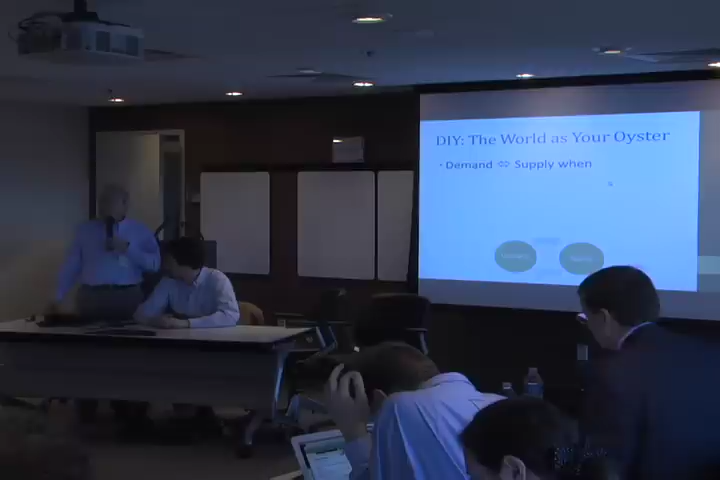 DIY: The World as Your Oyster
• Demand ⇔ Supply when